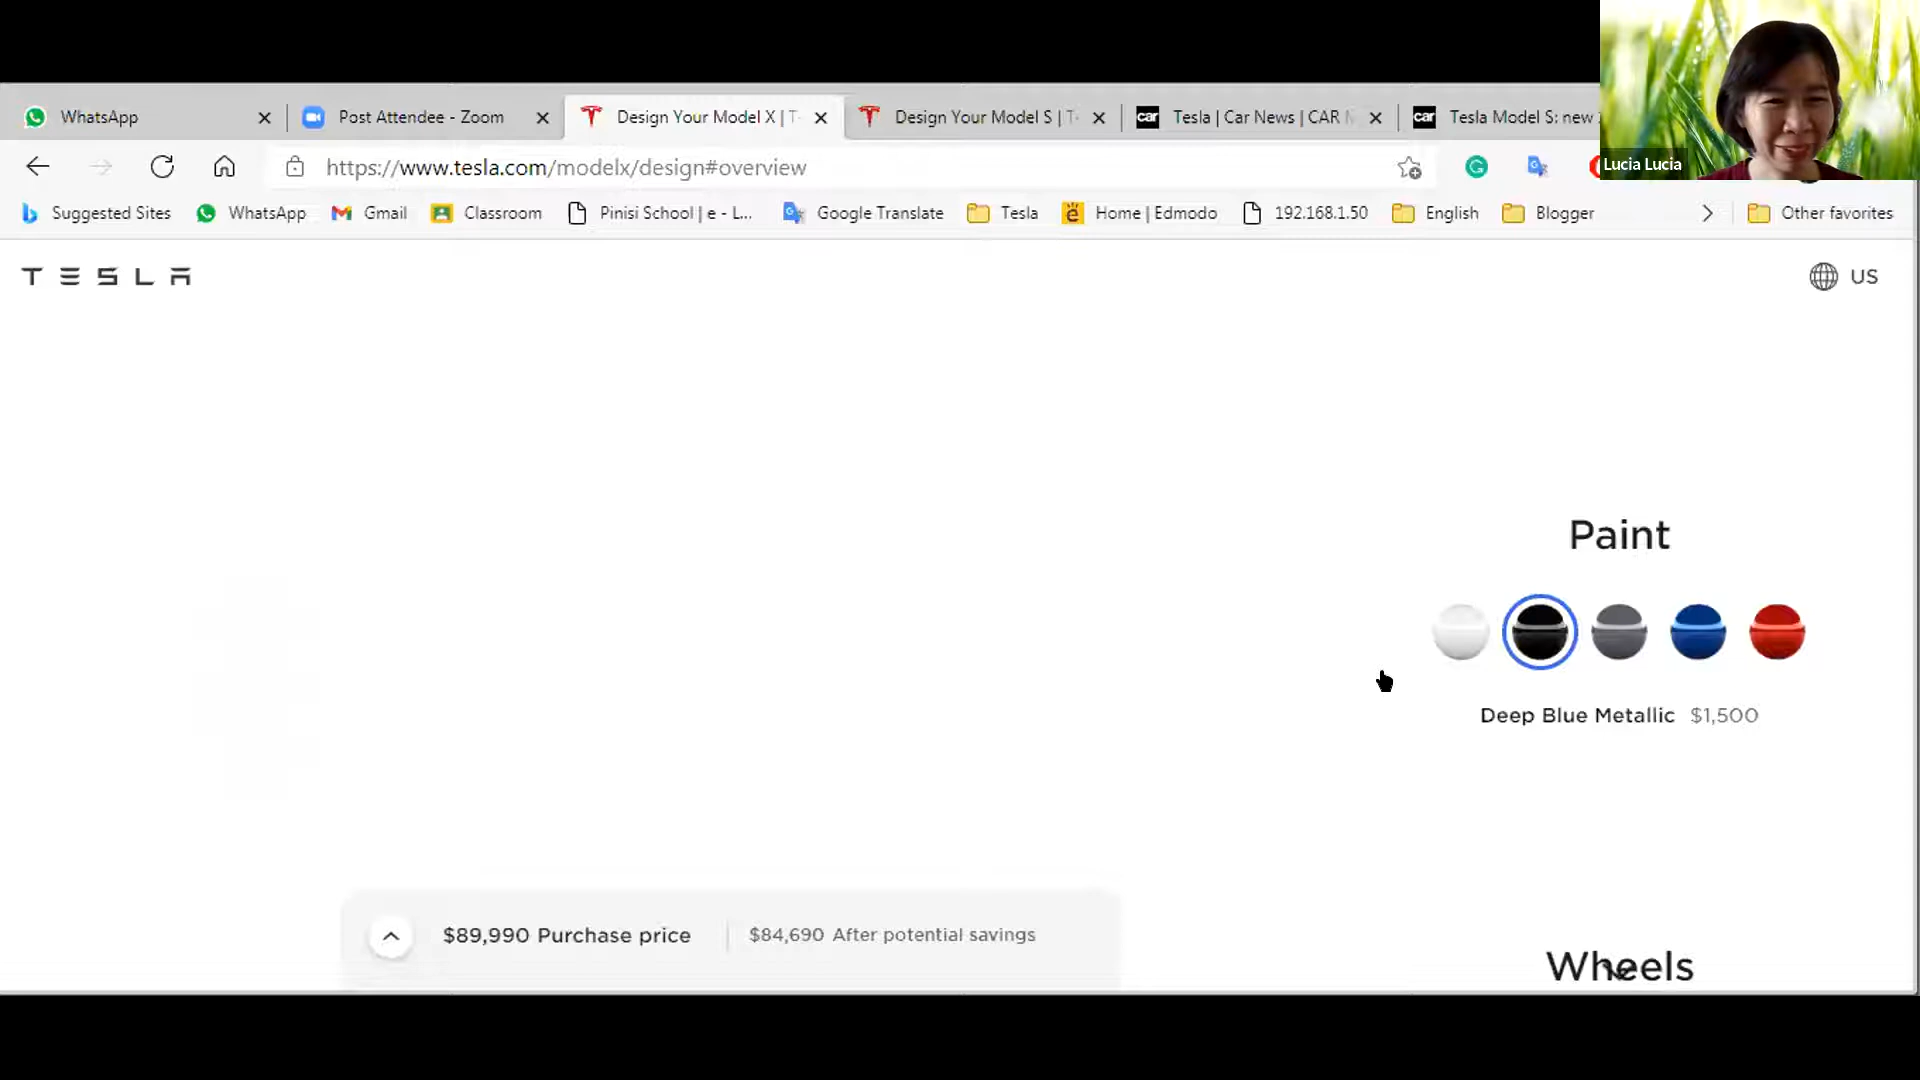 WhatsApp
Post Attendee - Zoom
Design Your Model X | T
Design Your Model S | T
Tesla | Car News | CAR
Tesla Model S: new
Lucia Lucia
https://www.tesla.com/modelx/design#overview
Suggested Sites
WhatsApp
Gmail
Classroom
Pinisi School | e - L...
Google Translate
Tesla
Home | Edmodo
192.168.1.50
English
Blogger
Other favorites
TESLA
US
Paint
Deep Blue Metallic $1,500
$89,990 Purchase price
$84,690 After potential savings
Wheels